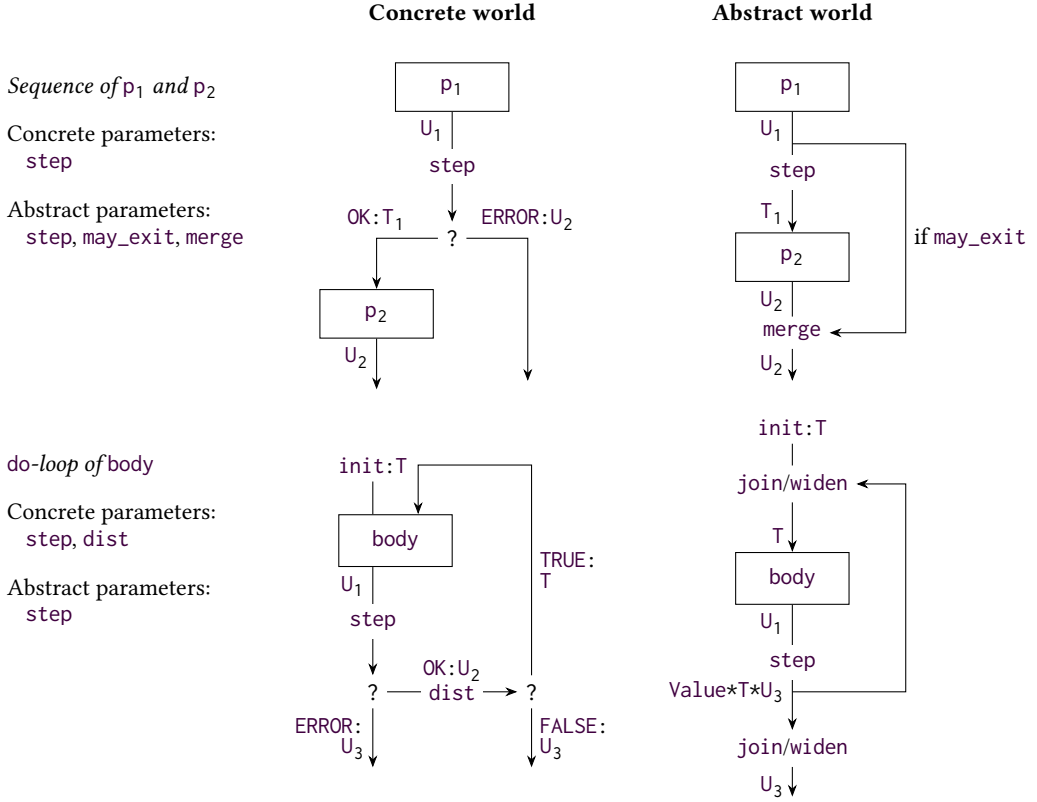 Concrete world
Abstract world
Sequence of p₁ and p₂
Concrete parameters:
step
Abstract parameters:
step, may_exit, merge
p₁
U₁
step
OK:T₁
ERROR:U₂
?
p₂
U₂
p₁
U₁
step
T₁
p₂
if may_exit
U₂
merge
U₂
do-loop of body
Concrete parameters:
step, dist
Abstract parameters:
step
init:T
body
TRUE:
T
U₁
step
OK:U₂
? dist ?
ERROR:
U₃
FALSE:
U₃
init:T
join/widen
T
body
U₁
step
Value*T*U₃
join/widen
U₃